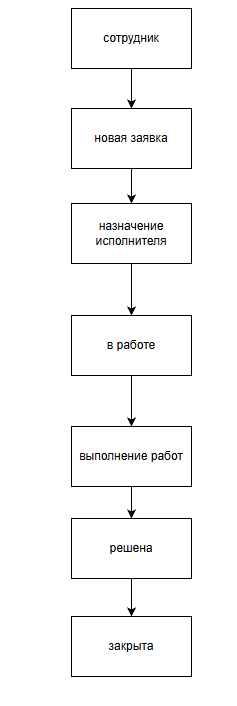 сотрудник
новая заявка
назначение
исполнителя
в работе
выполнение работ
решена
закрыта